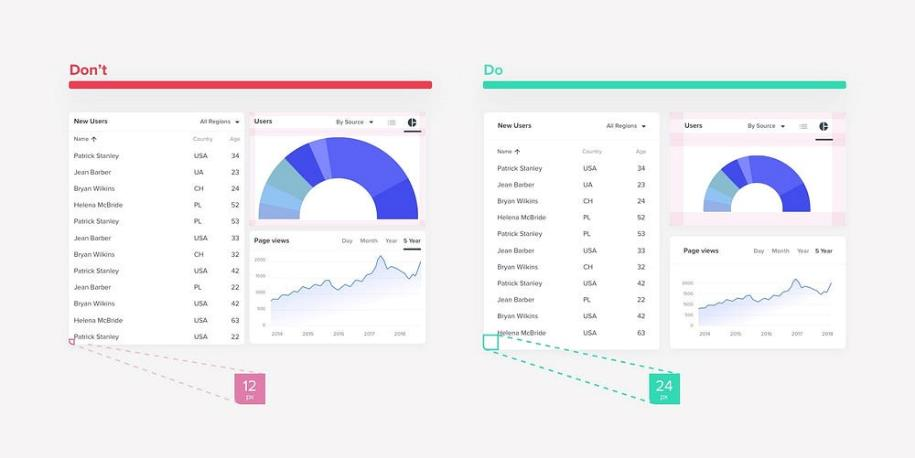 Don't
New Users All Regions
Name Country Age
Patrick Stanley USA 34
Jean Barber UA 23
Bryan Wilkins CH 24
Helena McBride PL 52
Patrick Stanley PL 53
Jean Barber USA 33
Bryan Wilkins CH 32
Patrick Stanley USA 42
Jean Barber PL 22
Bryan Wilkins USA 42
Helena McBride USA 63
Patrick Stanley USA 22
Users By Source
Page views Day Month Year 5 Year
2000
1500
1000
500
0
2014 2015 2016 2017 2018
12
px
Do
New Users All Regions
Name Country Age
Patrick Stanley USA 34
Jean Barber UA 23
Bryan Wilkins CH 24
Helena McBride PL 52
Patrick Stanley PL 53
Jean Barber USA 33
Bryan Wilkins CH 32
Patrick Stanley USA 42
Jean Barber PL 22
Bryan Wilkins USA 42
Helena McBride USA 63
Users By Source
Page views Day Month Year 5 Year
500
0
2014 2015 2016 2017 2018
24
px